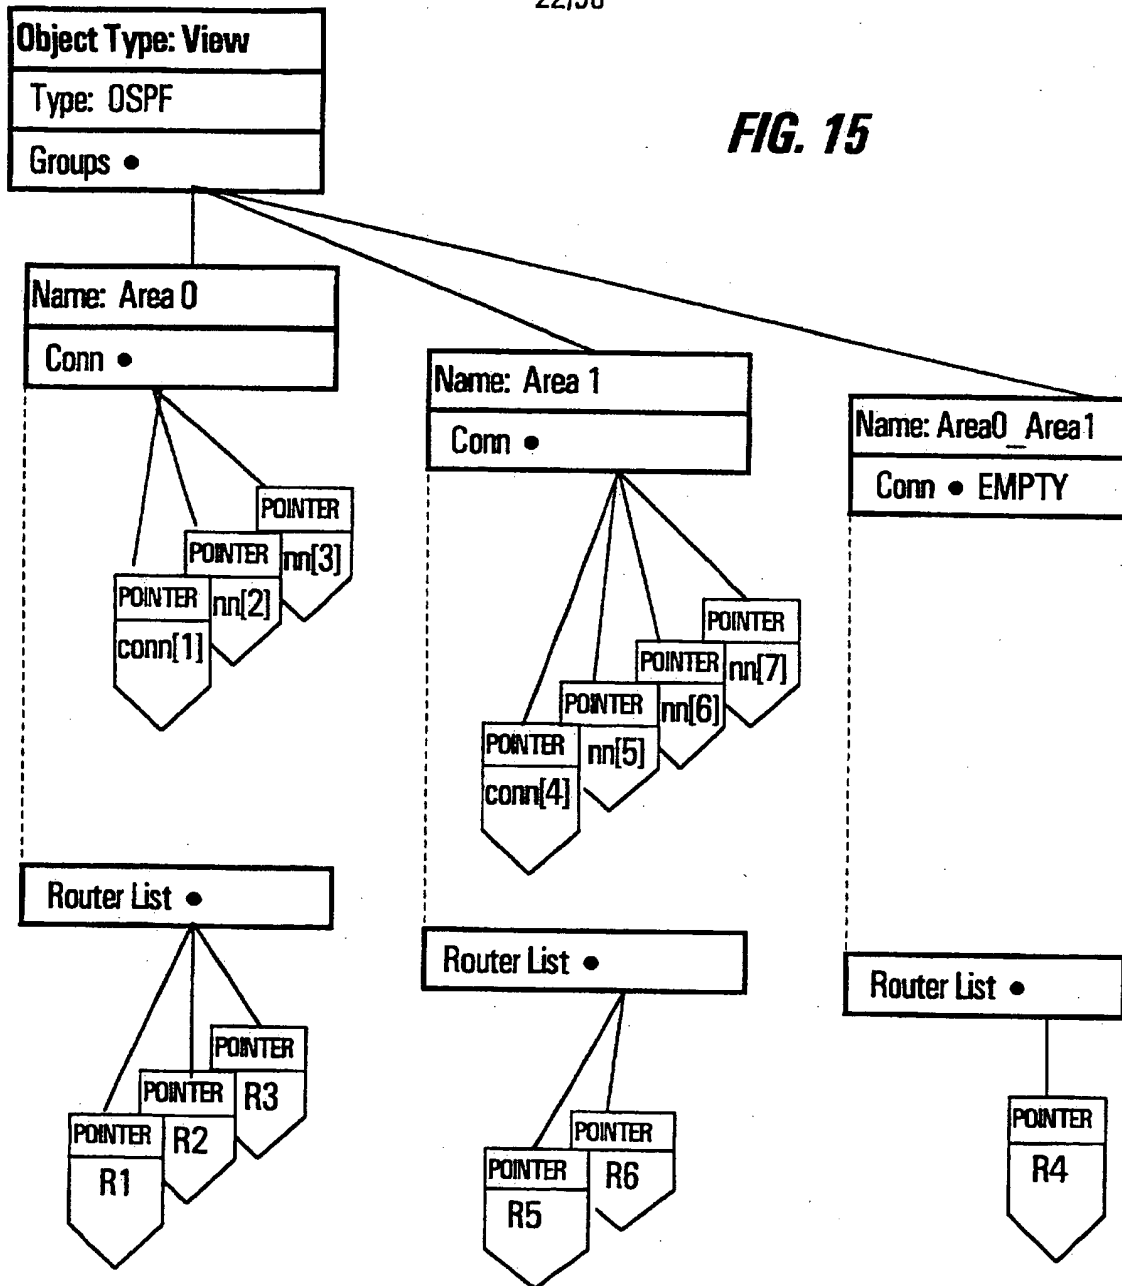 Object Type: View
Type: OSPF
Groups •
FIG. 15
Name: Area 0
Conn •
POINTER
nn[3]
POINTER
nn[2]
POINTER
conn[1]
Name: Area 1
Conn •
POINTER
nn[7]
POINTER
nn[6]
POINTER
nn[5]
POINTER
conn[4]
Name: Area0_Area1
Conn • EMPTY
Router List •
POINTER
R3
POINTER
R2
POINTER
R1
Router List •
POINTER
R6
POINTER
R5
Router List •
POINTER
R4